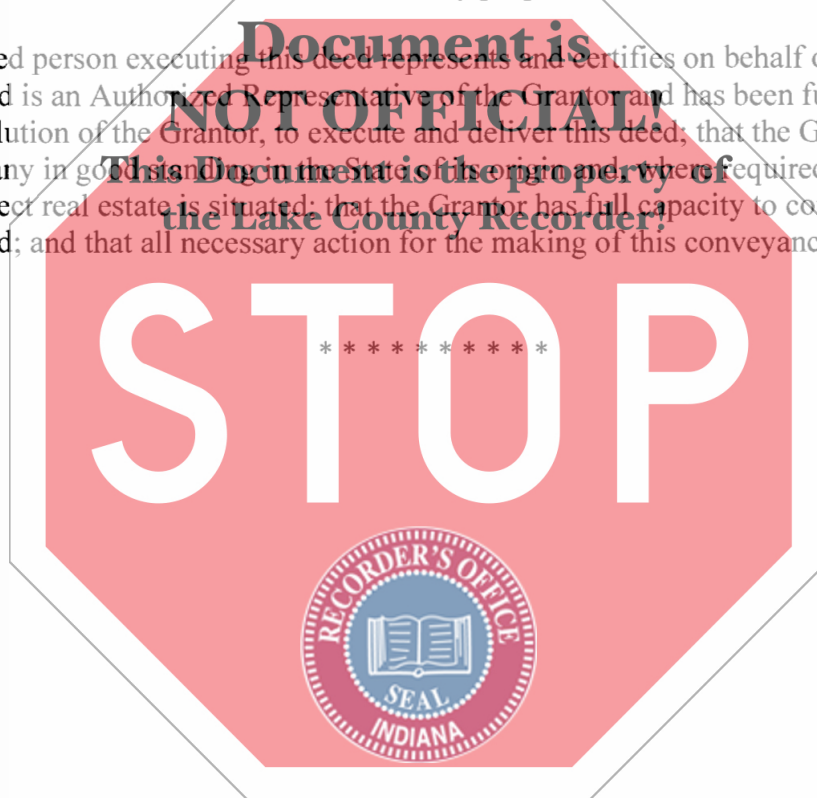 Document is
ed person executing this deed represents and certifies on behalf o
NOT OFFICIAL!
d is an Authorized Representative of the Grantor and has been fu
lution of the Grantor, to execute and deliver this deed; that the G
This Document is the property of
ny in good standing in the State of its origin and, where required
the Lake County Recorder!
ect real estate is situated; that the Grantor has full capacity to co
d; and that all necessary action for the making of this conveyanc
STOP
* * * * * * * * * *
RECORDER'S OFFICE
SEAL
INDIANA